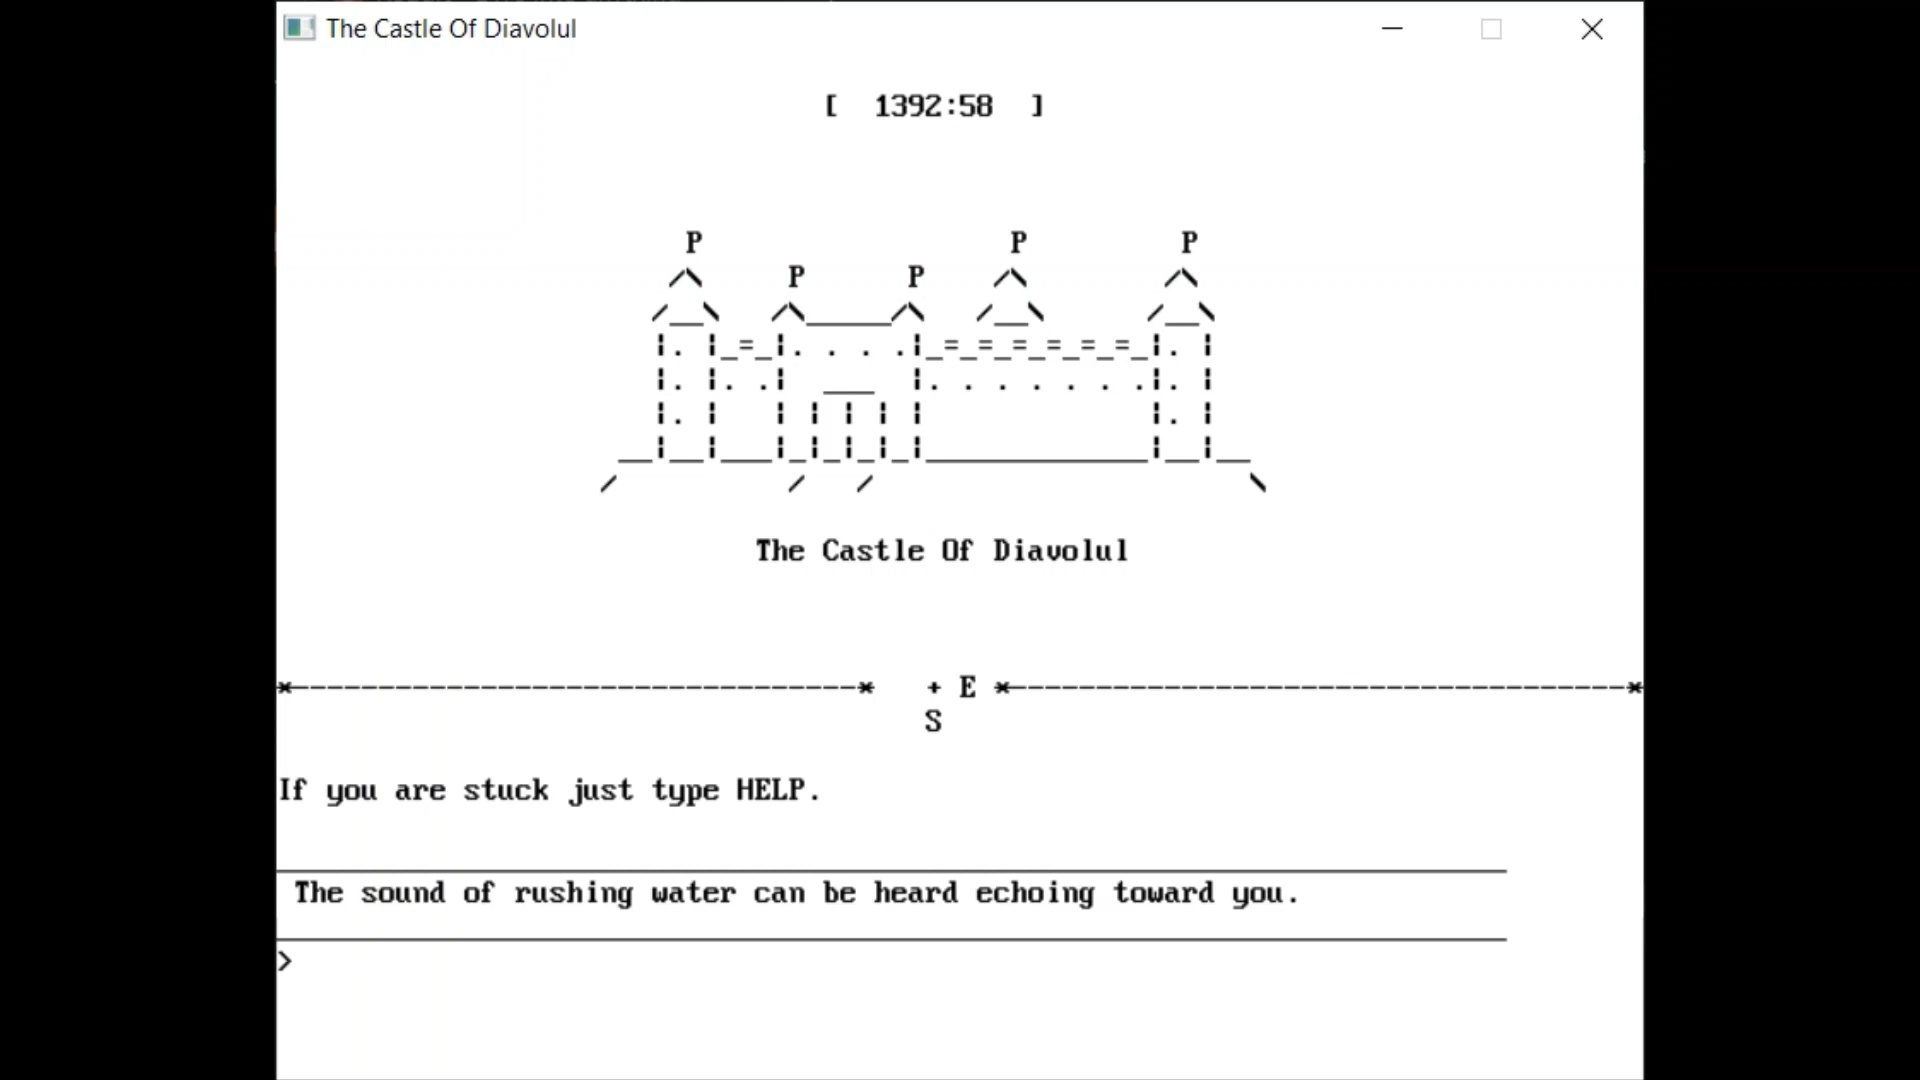 The Castle Of Diavolul
[ 1392:58 ]
P P P
P P
The Castle Of Diavolul
+ E
S
If you are stuck just type HELP.
The sound of rushing water can be heard echoing toward you.
>